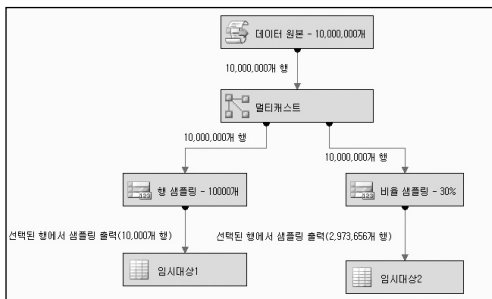 데이터 원본 - 10,000,000개
10,000,000개 행
멀티캐스트
10,000,000개 행
10,000,000개 행
행 샘플링 - 10000개
비율 샘플링 - 30%
선택된 행에서 샘플링 출력(10,000개 행)
선택된 행에서 샘플링 출력(2,973,656개 행)
임시대상1
임시대상2